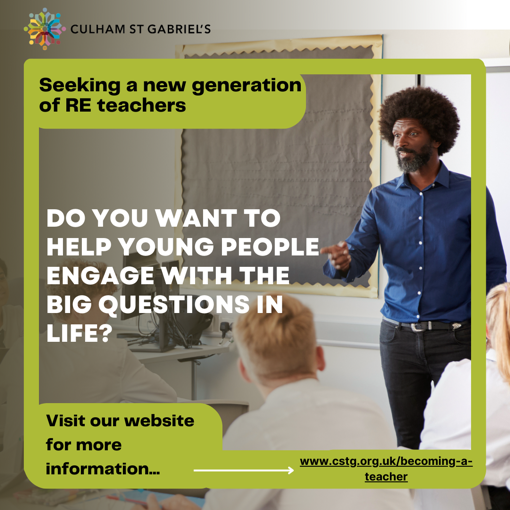 CULHAM ST GABRIEL'S
Seeking a new generation
of RE teachers
DO YOU WANT TO
HELP YOUNG PEOPLE
ENGAGE WITH THE
BIG QUESTIONS IN
LIFE?
Visit our website
for more
information...
www.cstg.org.uk/becoming-a-
teacher